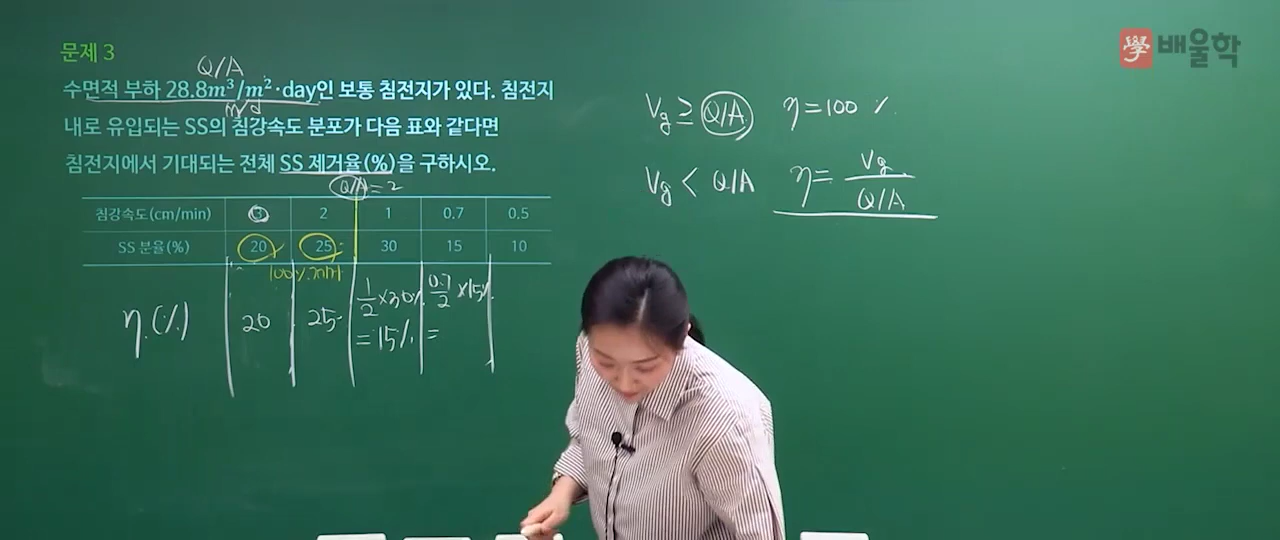 문제 3
學 배울학
Q/A
수면적 부하 28.8m³/m²·day인 보통 침전지가 있다. 침전지
m/d
내로 유입되는 SS의 침강속도 분포가 다음 표와 같다면
침전지에서 기대되는 전체 SS 제거율(%)을 구하시오.
Q/A = 2
침강속도(cm/min) 3 2 1 0.7 0.5
SS 분율(%) 20 25 30 15 10
100%제거
η(%) 20 25 1/2 × 30% = 15% 0.7/2 × 15% =
Vg ≥ Q/A η = 100 %
Vg < Q/A η = Vg / Q/A